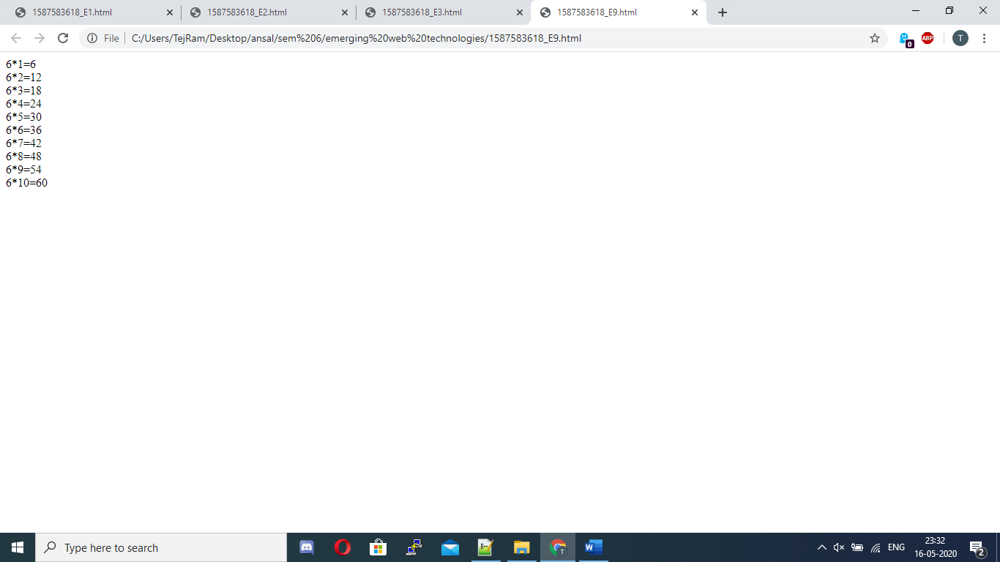 1587583618_E1.html
1587583618_E2.html
1587583618_E3.html
1587583618_E9.html
File
C:/Users/TejRam/Desktop/ansal/sem%206/emerging%20web%20technologies/1587583618_E9.html
0
ABP
T
6*1=6
6*2=12
6*3=18
6*4=24
6*5=30
6*6=36
6*7=42
6*8=48
6*9=54
6*10=60
Type here to search
T
W
ENG
23:32
16-05-2020
2